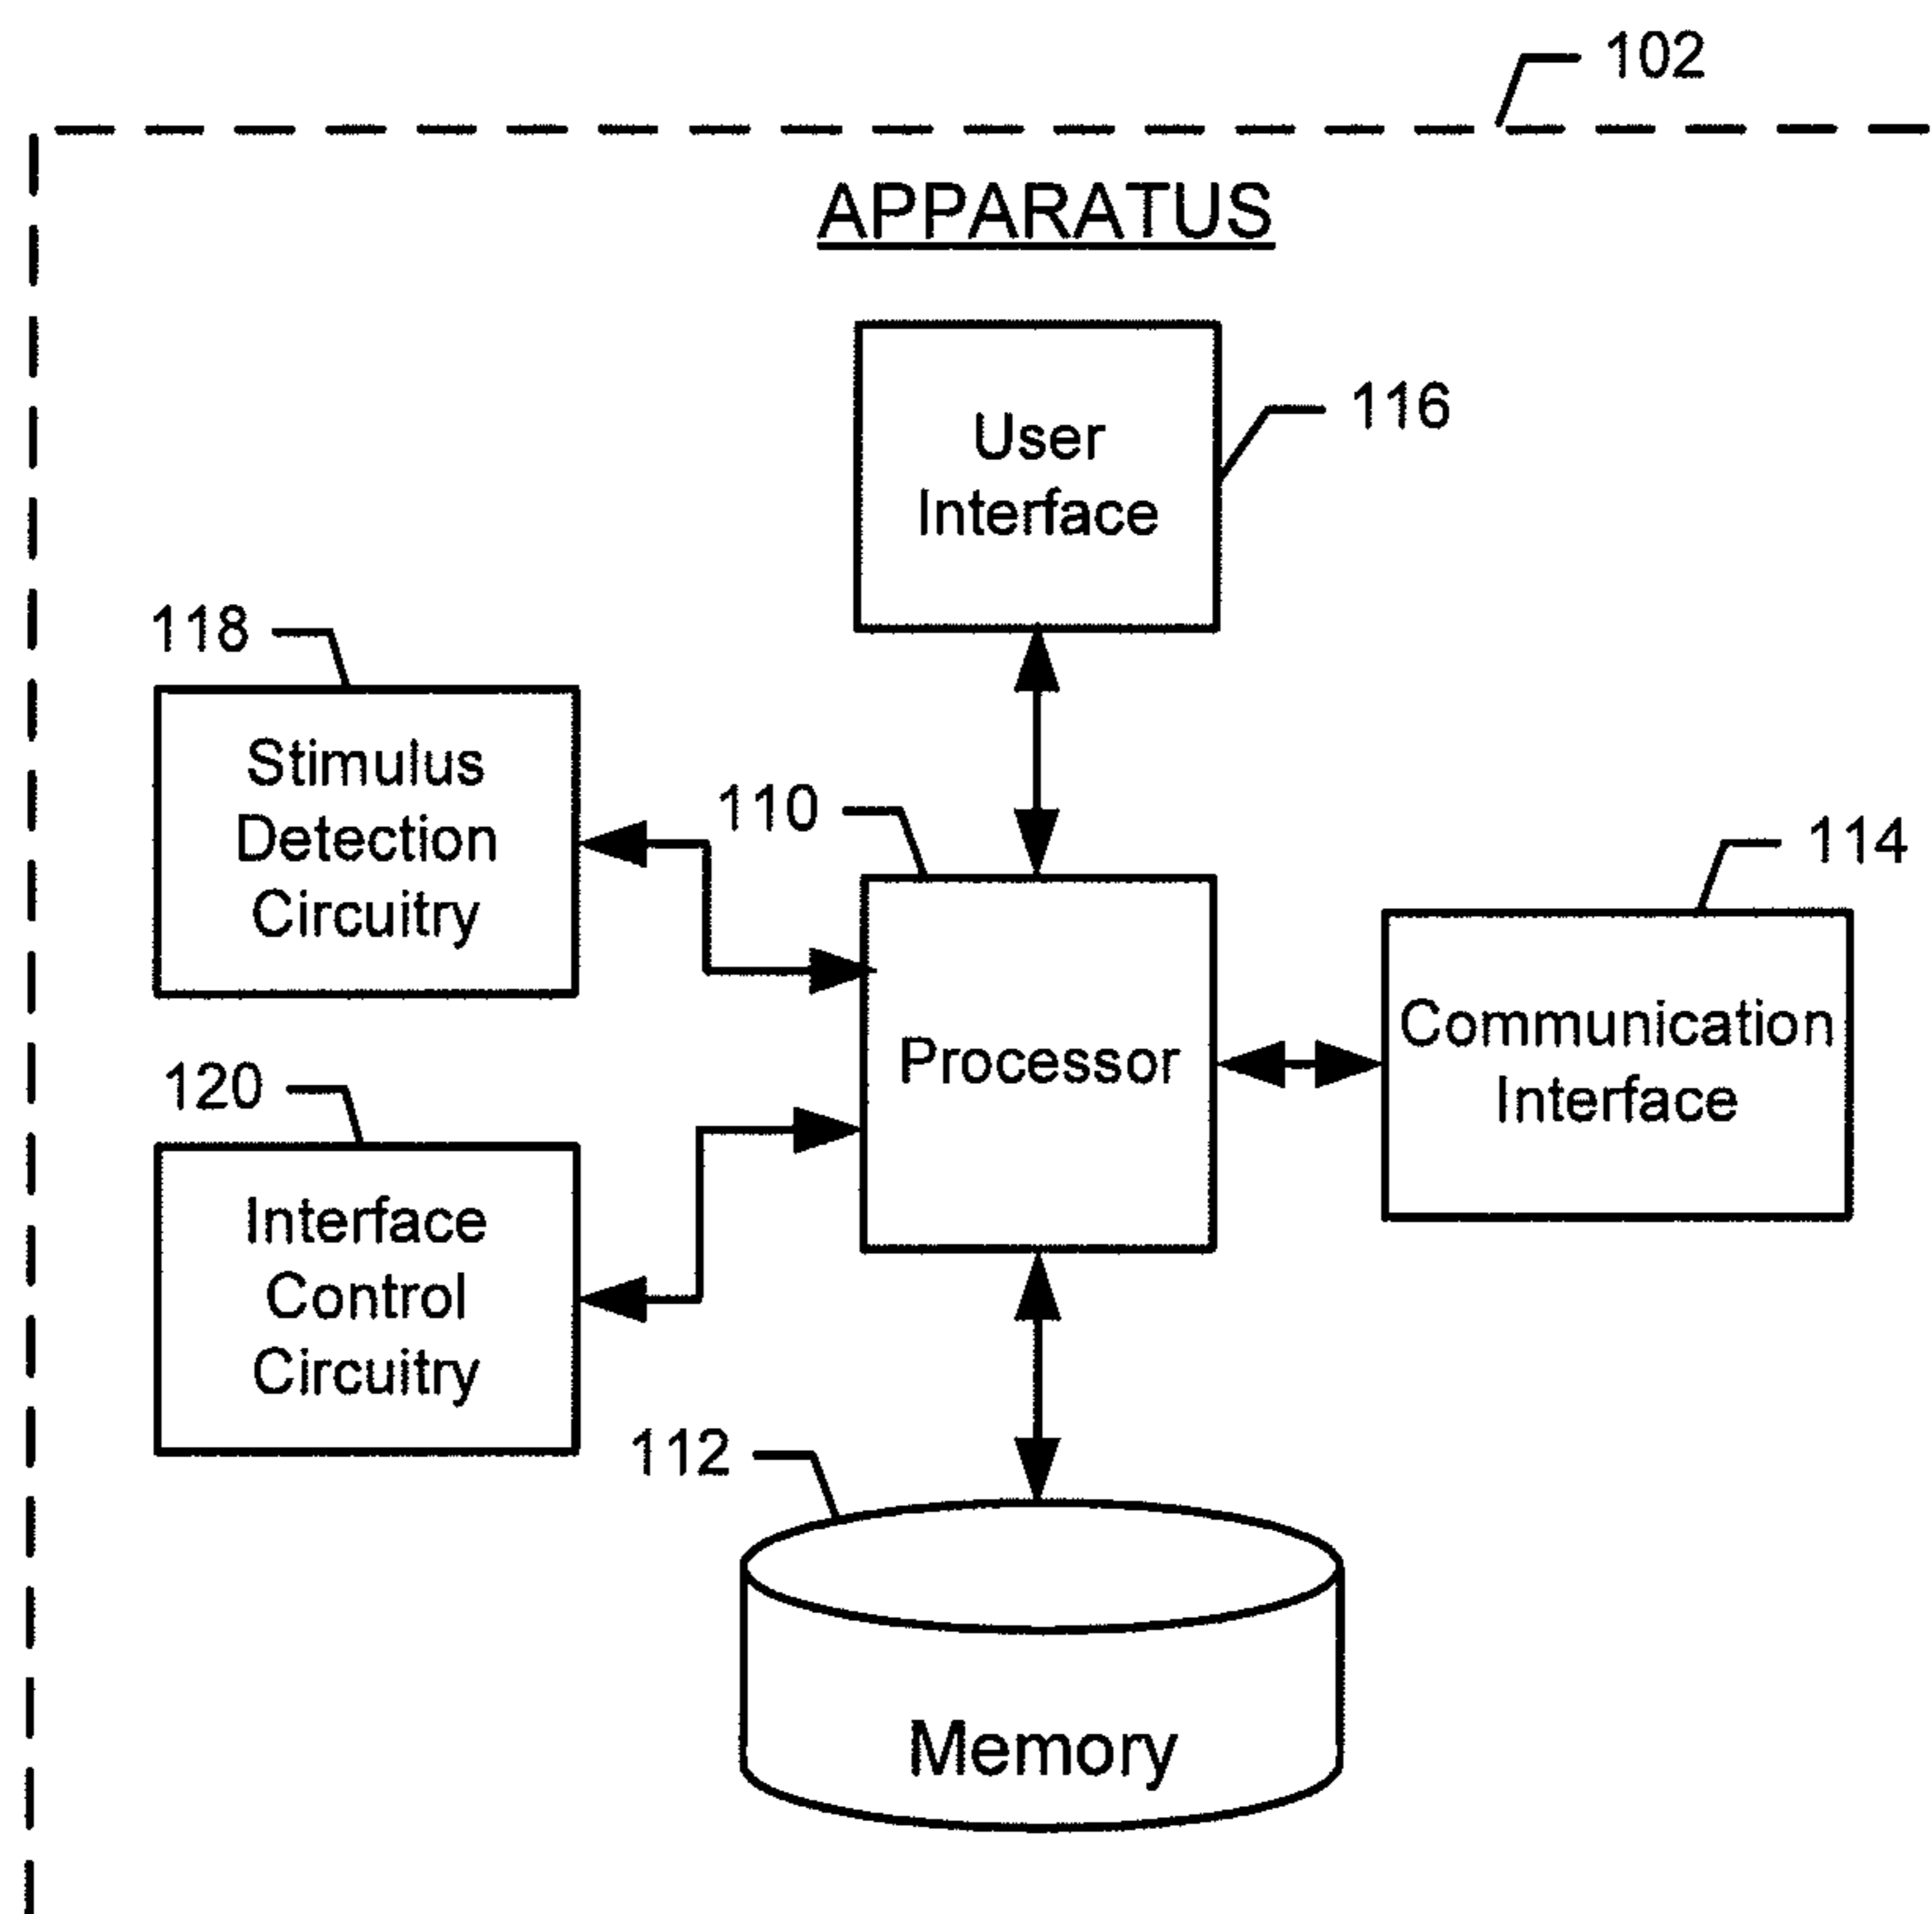 102
APPARATUS
User
Interface
116
118
Stimulus
Detection
Circuitry
110
114
Processor
Communication
Interface
120
Interface
Control
Circuitry
112
Memory